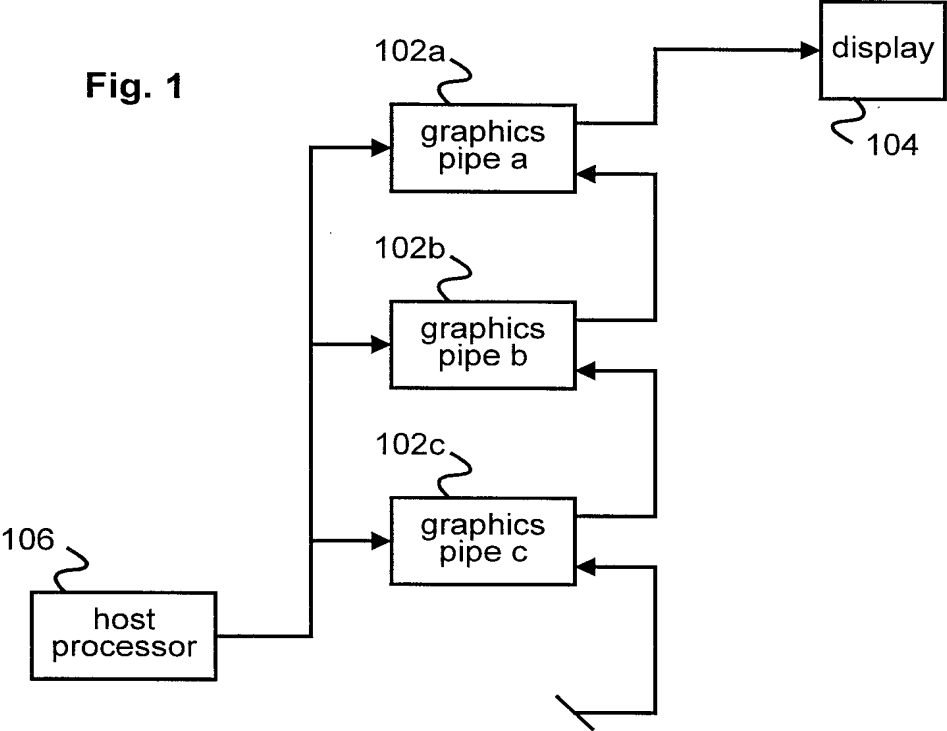 Fig. 1
102a
graphics
pipe a
display
104
102b
graphics
pipe b
102c
graphics
pipe c
106
host
processor